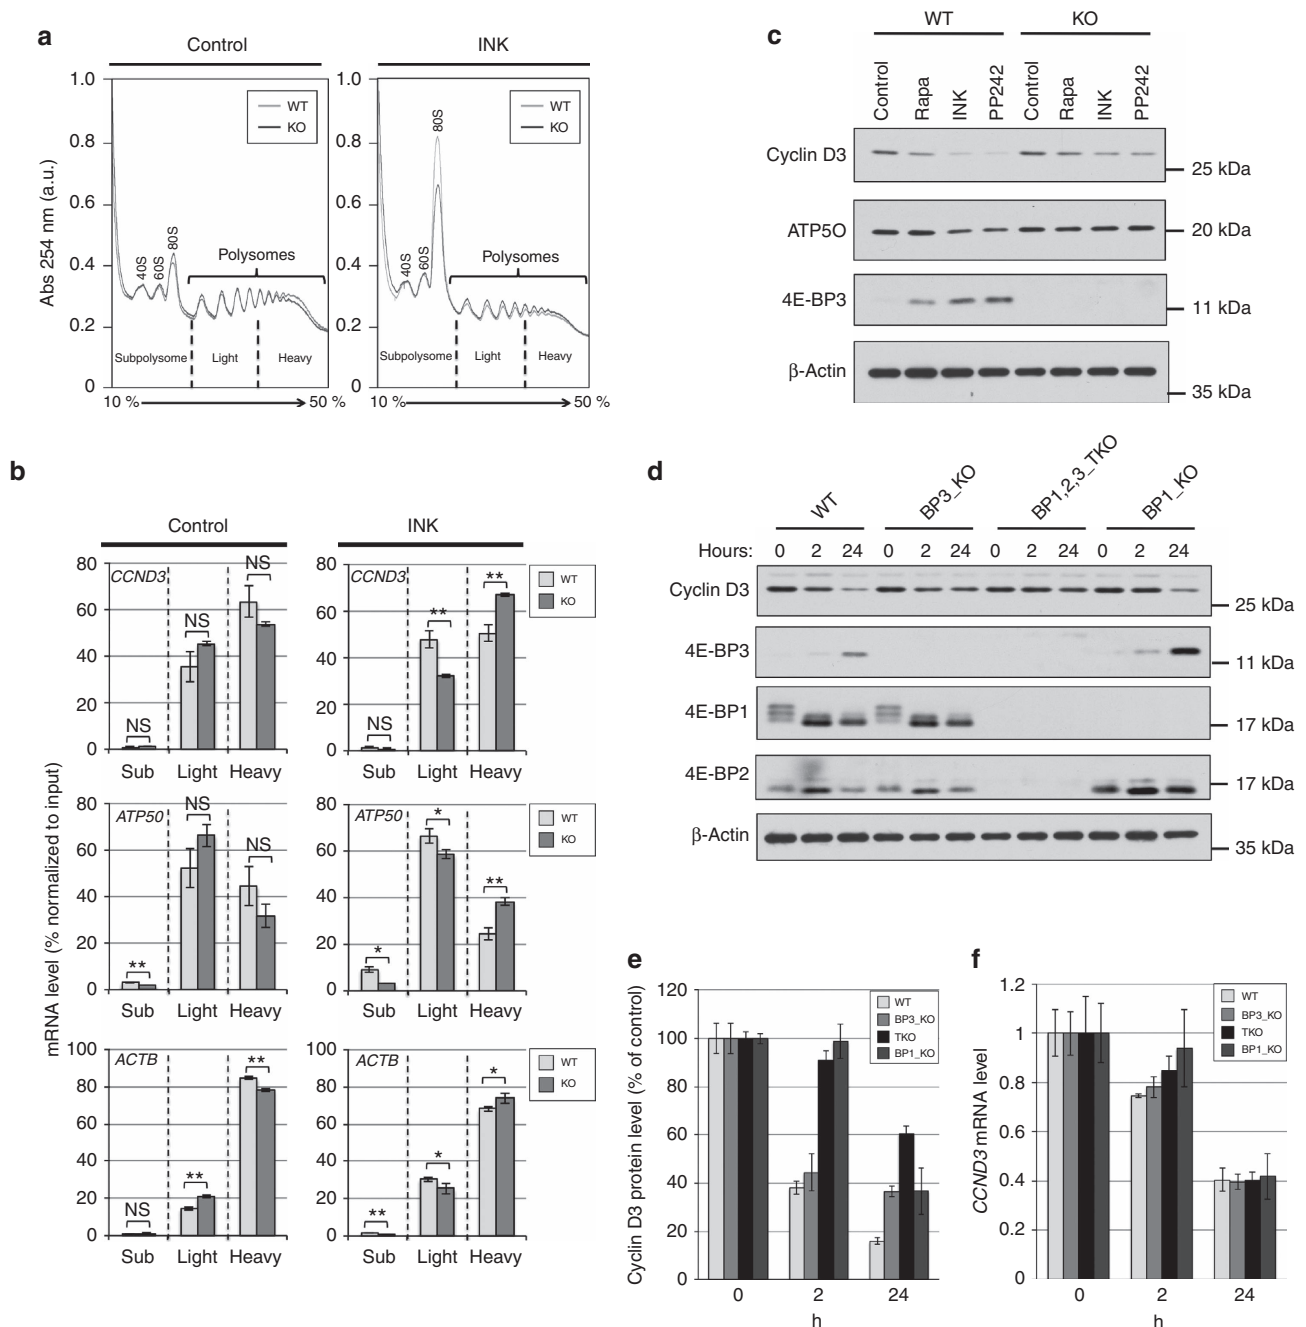 a
Control
INK
Abs 254 nm (a.u.)
1.0
0.8
0.6
0.4
0.2
0
WT
KO
40S
60S
80S
Polysomes
Subpolysome
Light
Heavy
10 %
50 %
WT
KO
40S
60S
80S
Polysomes
Subpolysome
Light
Heavy
10 %
50 %
b
Control
INK
mRNA level (% normalized to input)
80
60
40
20
0
CCND3
NS
NS
NS
Sub Light Heavy
80
60
40
20
0
CCND3
NS
**
**
WT
KO
Sub Light Heavy
80
60
40
20
0
ATP50
**
NS
NS
Sub Light Heavy
80
60
40
20
0
ATP50
*
*
**
WT
KO
Sub Light Heavy
100
80
60
40
20
0
ACTB
NS
**
**
Sub Light Heavy
100
80
60
40
20
0
ACTB
**
*
*
WT
KO
Sub Light Heavy
c
WT
KO
Control Rapa INK PP242 Control Rapa INK PP242
Cyclin D3
25 kDa
ATP5O
20 kDa
4E-BP3
11 kDa
β-Actin
35 kDa
d
WT
BP3_KO
BP1,2,3_TKO
BP1_KO
Hours: 0 2 24 0 2 24 0 2 24 0 2 24
Cyclin D3
25 kDa
4E-BP3
11 kDa
4E-BP1
17 kDa
4E-BP2
17 kDa
β-Actin
35 kDa
e
Cyclin D3 protein level (% of control)
120
100
80
60
40
20
0
WT
BP3_KO
TKO
BP1_KO
0 2 24
h
f
CCND3 mRNA level
1.2
1
0.8
0.6
0.4
0.2
0
WT
BP3_KO
TKO
BP1_KO
0 2 24
h